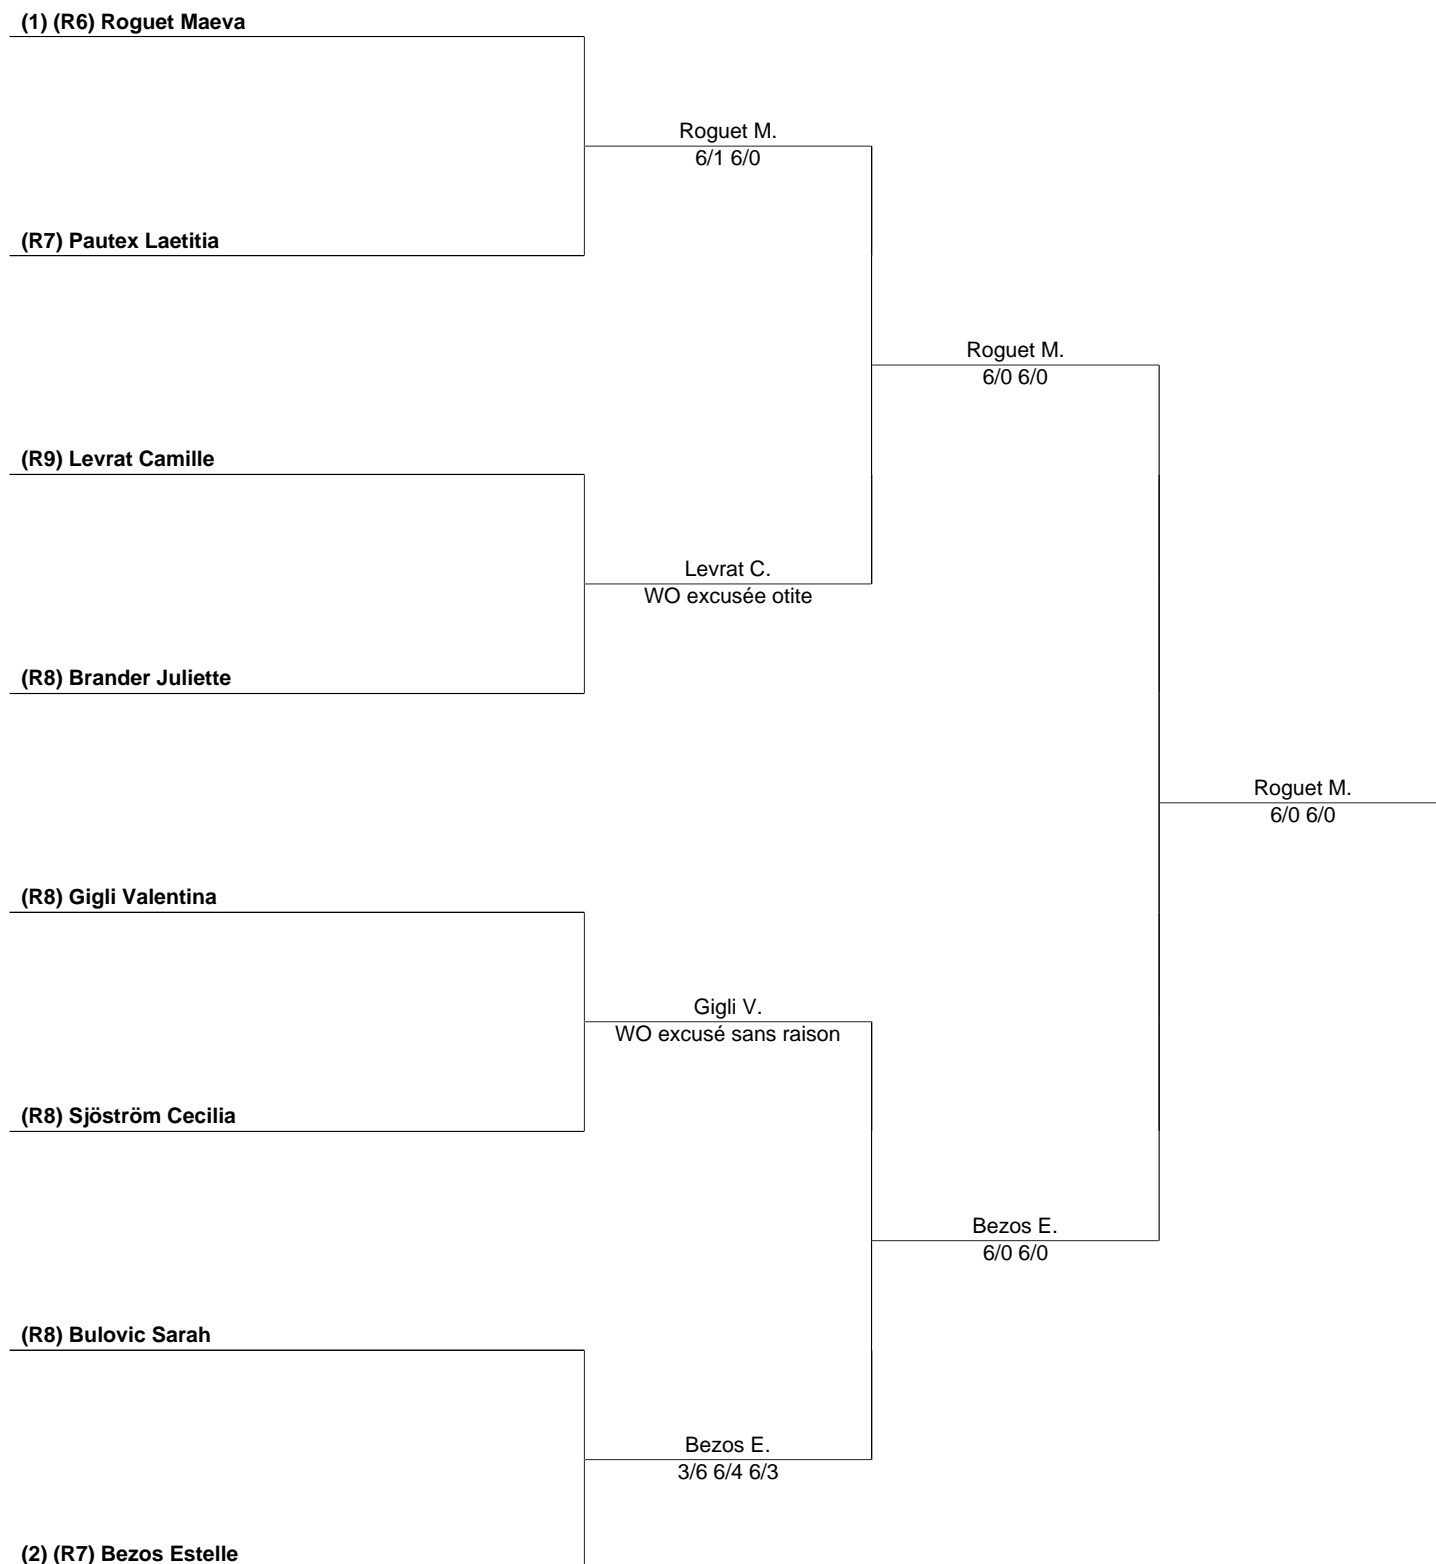 (1) (R6) Roguet Maeva
Roguet M.
6/1 6/0
(R7) Pautex Laetitia
Roguet M.
6/0 6/0
(R9) Levrat Camille
Levrat C.
WO excusée otite
(R8) Brander Juliette
Roguet M.
6/0 6/0
(R8) Gigli Valentina
Gigli V.
WO excusé sans raison
(R8) Sjöström Cecilia
Bezos E.
6/0 6/0
(R8) Bulovic Sarah
Bezos E.
3/6 6/4 6/3
(2) (R7) Bezos Estelle